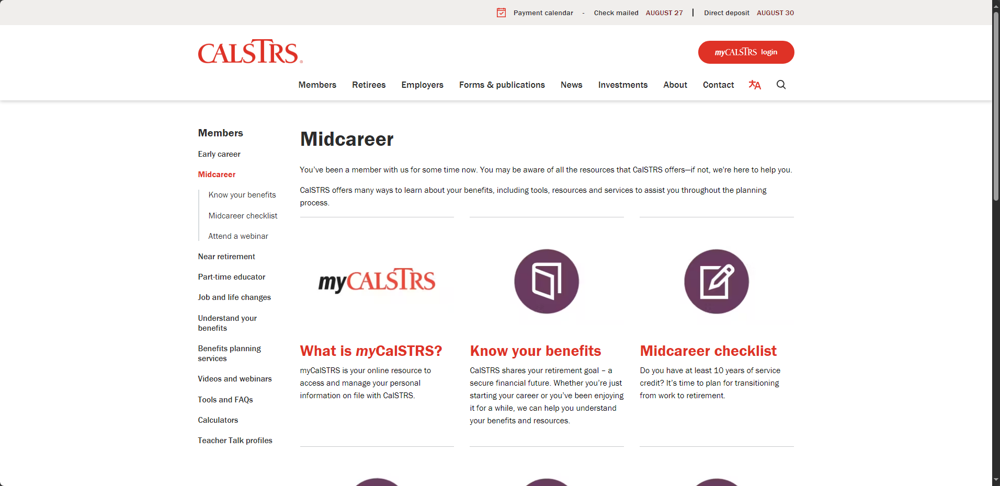 Payment calendar - Check mailed AUGUST 27 | Direct deposit AUGUST 30
CALSTRS®
myCALSTRS login
Members Retirees Employers Forms & publications News Investments About Contact
Members
Early career
Midcareer
Know your benefits
Midcareer checklist
Attend a webinar
Near retirement
Part-time educator
Job and life changes
Understand your
benefits
Benefits planning
services
Videos and webinars
Tools and FAQs
Calculators
Teacher Talk profiles
Midcareer
You’ve been a member with us for some time now. You may be aware of all the resources that CalSTRS offers—if not, we're here to help you.
CalSTRS offers many ways to learn about your benefits, including tools, resources and services to assist you throughout the planning
process.
myCALSTRS
What is myCalSTRS?
myCalSTRS is your online resource to
access and manage your personal
information on file with CalSTRS.
Know your benefits
CalSTRS shares your retirement goal – a
secure financial future. Whether you’re just
starting your career or you’ve been enjoying
it for a while, we can help you understand
your benefits and resources.
Midcareer checklist
Do you have at least 10 years of service
credit? It’s time to plan for transitioning
from work to retirement.